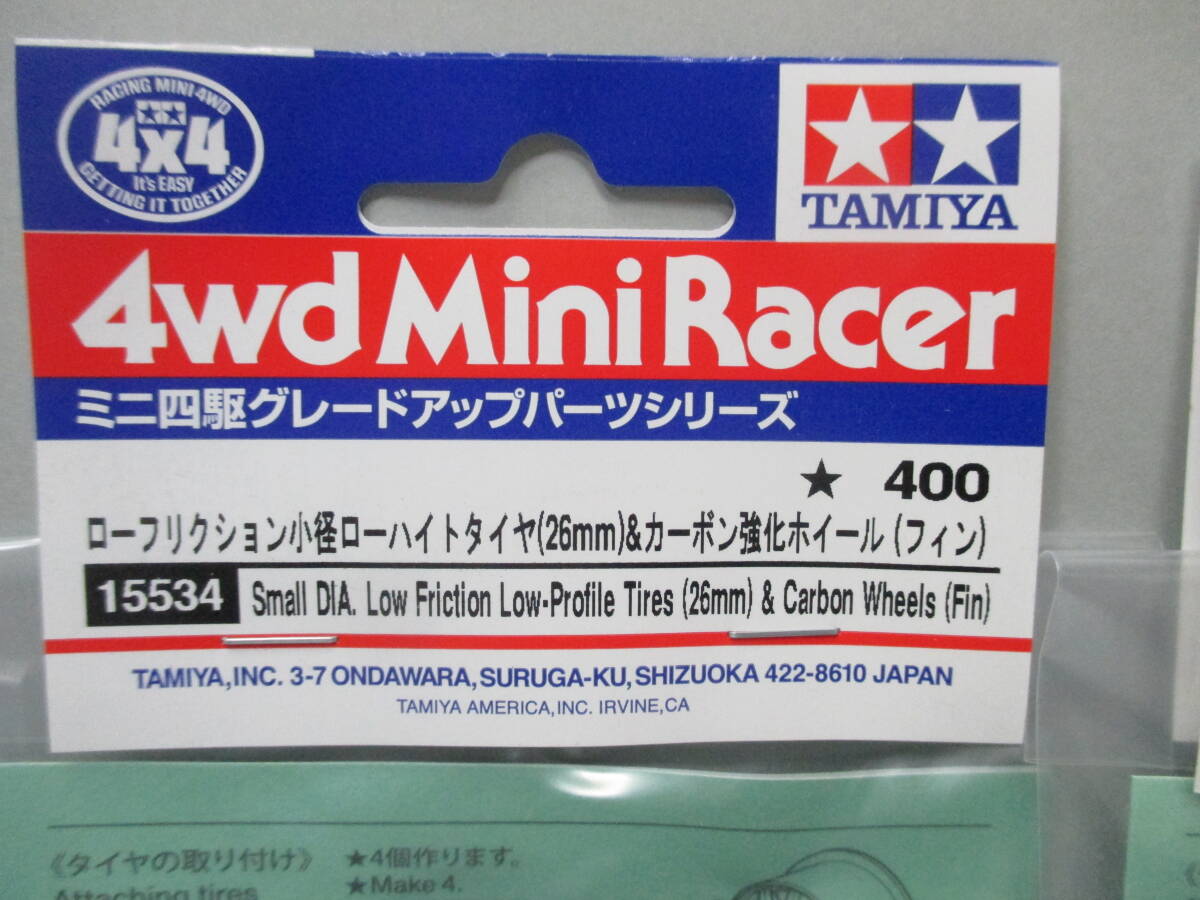 RACING MINI 4WD
4x4
It's EASY
GETTING IT TOGETHER
TAMIYA
4wd Mini Racer
ミニ四駆グレードアップパーツシリーズ
★ 400
ローフリクション小径ローハイトタイヤ(26mm)&カーボン強化ホイール(フィン)
15534 Small DIA. Low Friction Low-Profile Tires (26mm) & Carbon Wheels (Fin)
TAMIYA,INC. 3-7 ONDAWARA, SURUGA-KU, SHIZUOKA 422-8610 JAPAN
TAMIYA AMERICA,INC. IRVINE,CA
《タイヤの取り付け》 ★4個作ります。
Attaching tires ★Make 4.